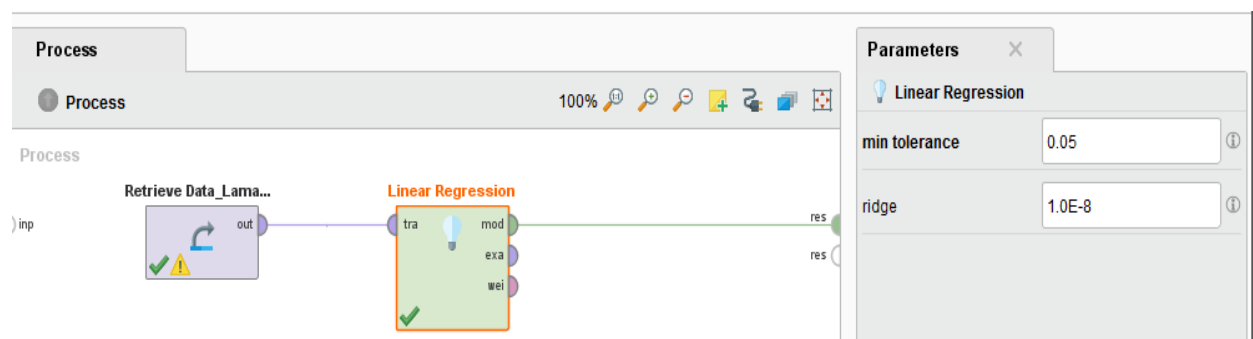 Process
Process
100%
Process
inp
Retrieve Data_Lama...
out
Linear Regression
tra
mod
exa
wei
res
res
Parameters
Linear Regression
min tolerance
0.05
ridge
1.0E-8